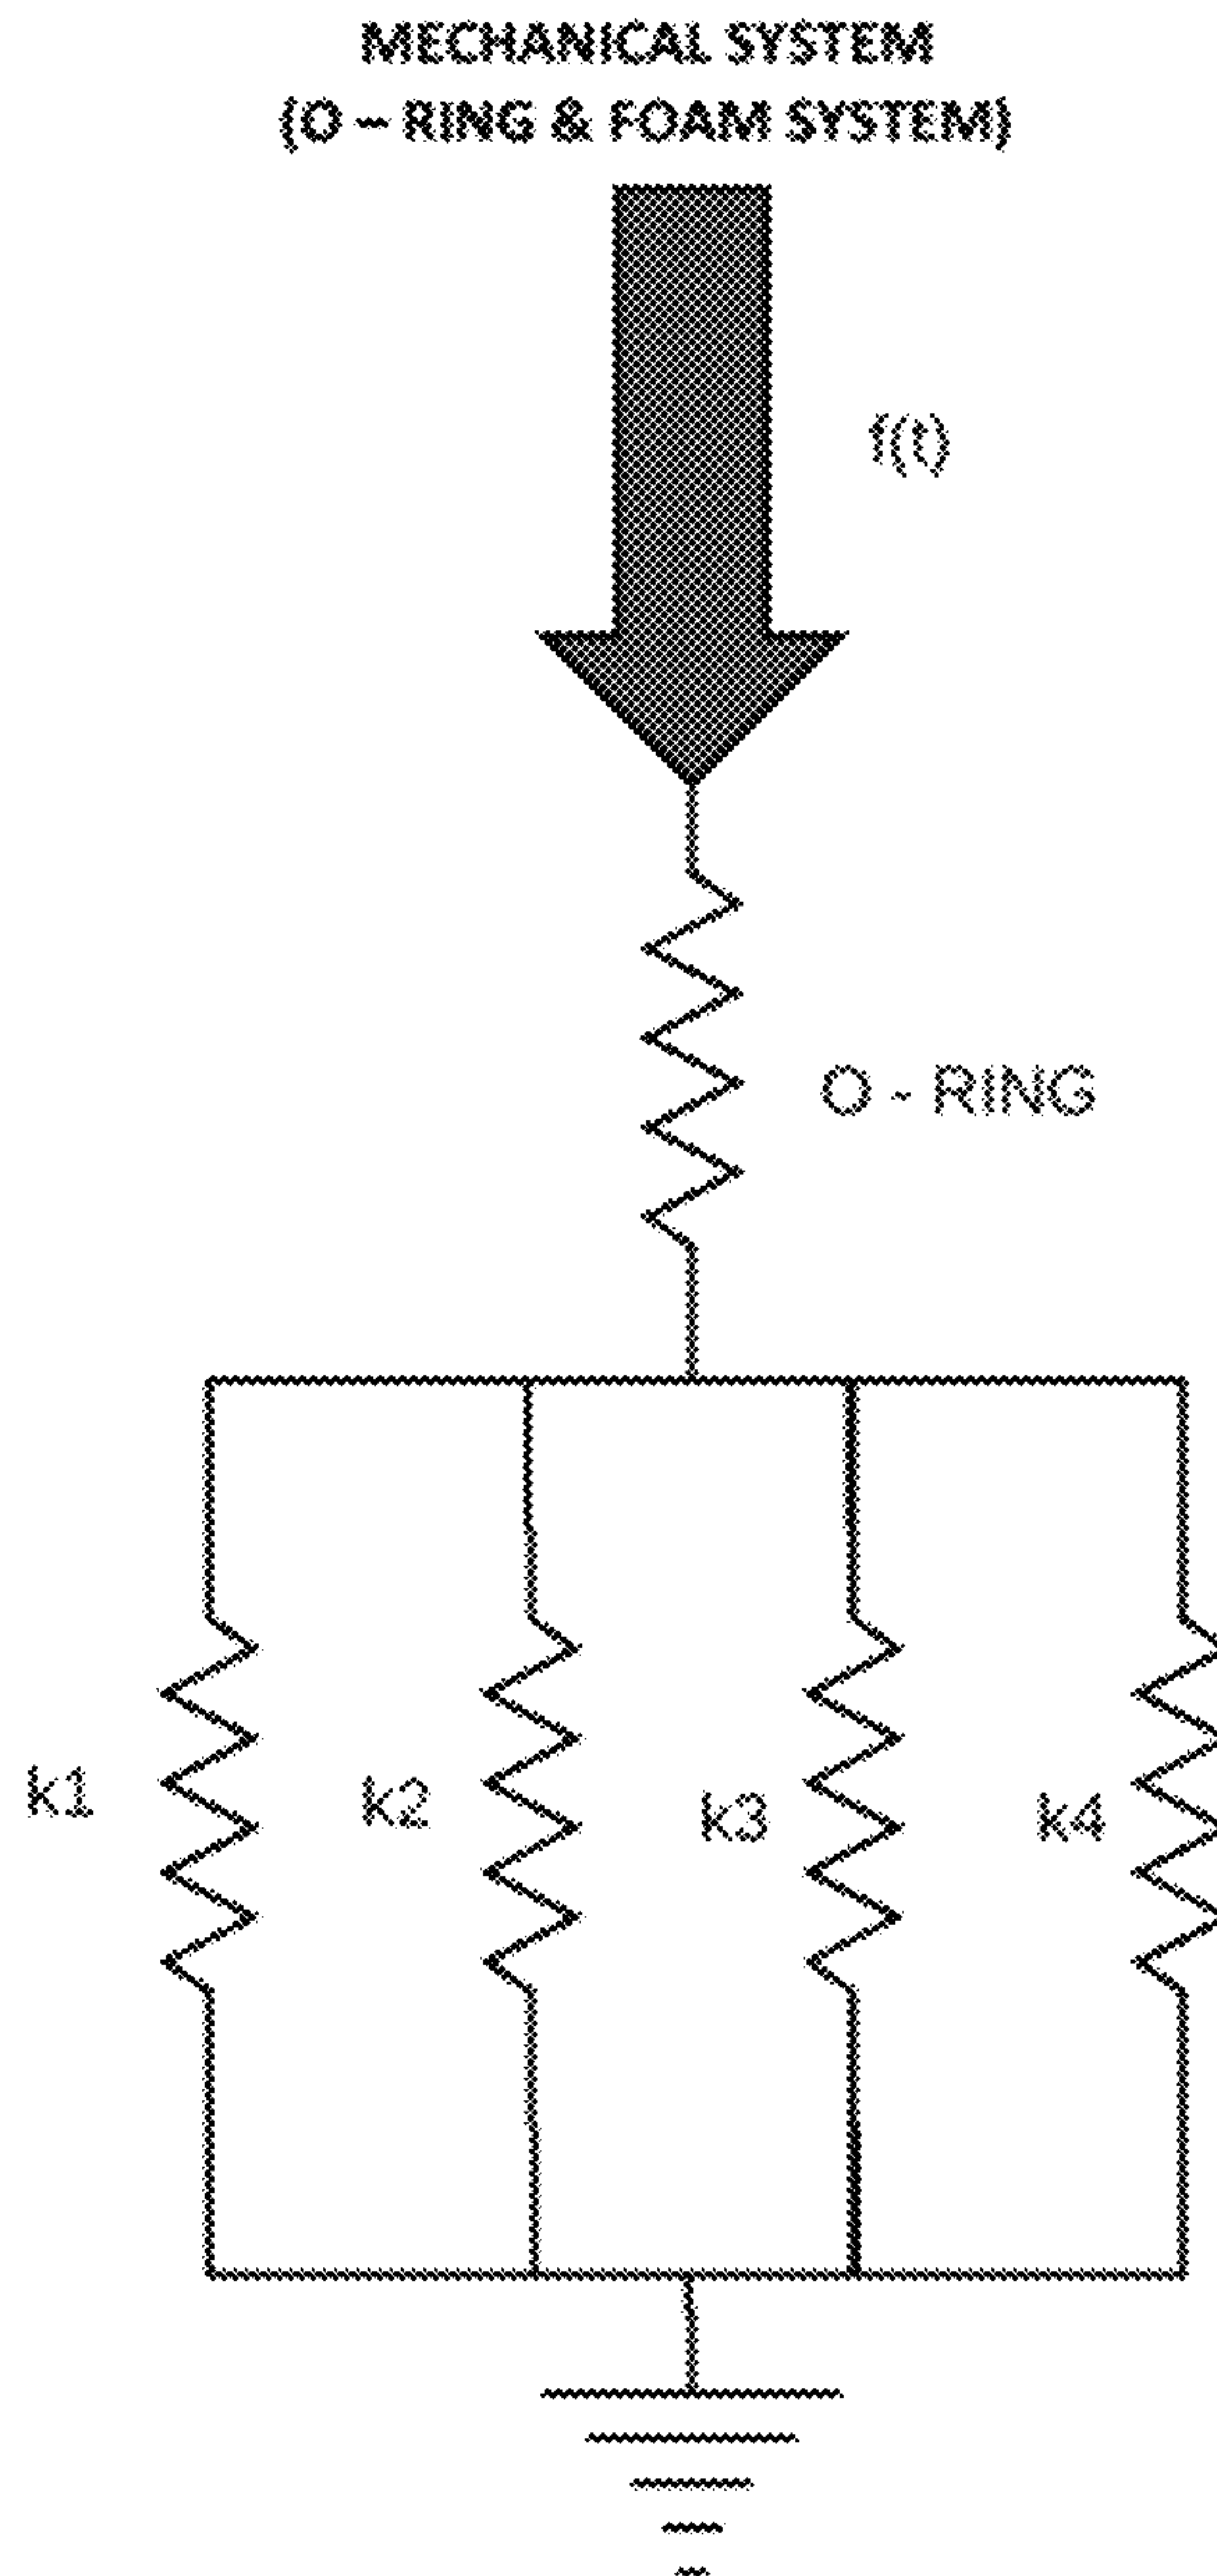 MECHANICAL SYSTEM
(O – RING & FOAM SYSTEM)
f(t)
O - RING
k1
k2
k3
k4